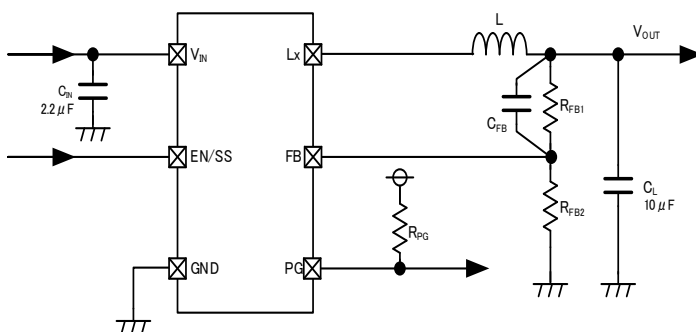 L
V_OUT
V_IN
Lx
C_IN
2.2μF
C_FB
R_FB1
EN/SS
FB
C_L
10μF
R_FB2
R_PG
GND
PG